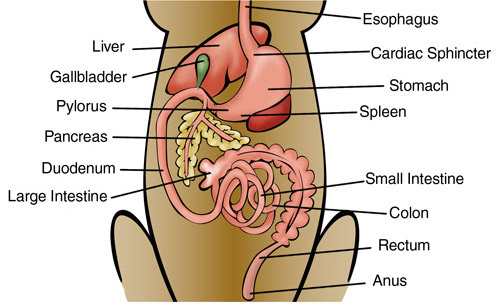 Esophagus
Liver
Cardiac Sphincter
Gallbladder
Stomach
Pylorus
Spleen
Pancreas
Duodenum
Small Intestine
Large Intestine
Colon
Rectum
Anus